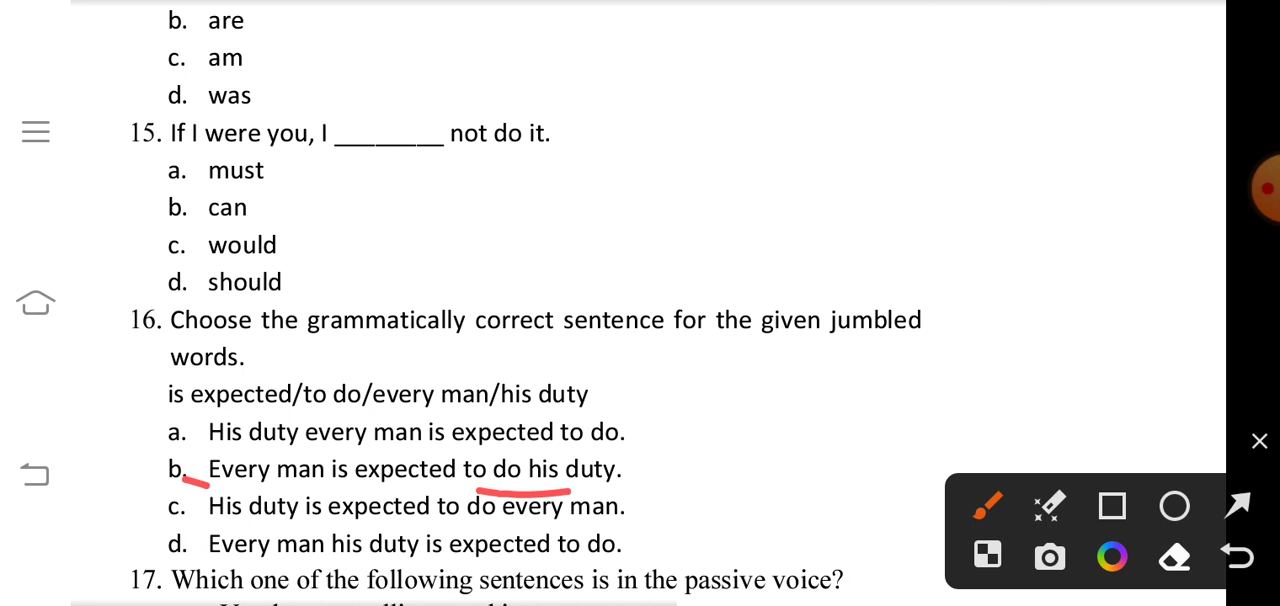 b. are
c. am
d. was
15. If I were you, I ________ not do it.
a. must
b. can
c. would
d. should
16. Choose the grammatically correct sentence for the given jumbled
words.
is expected/to do/every man/his duty
a. His duty every man is expected to do.
b. Every man is expected to do his duty.
c. His duty is expected to do every man.
d. Every man his duty is expected to do.
17. Which one of the following sentences is in the passive voice?